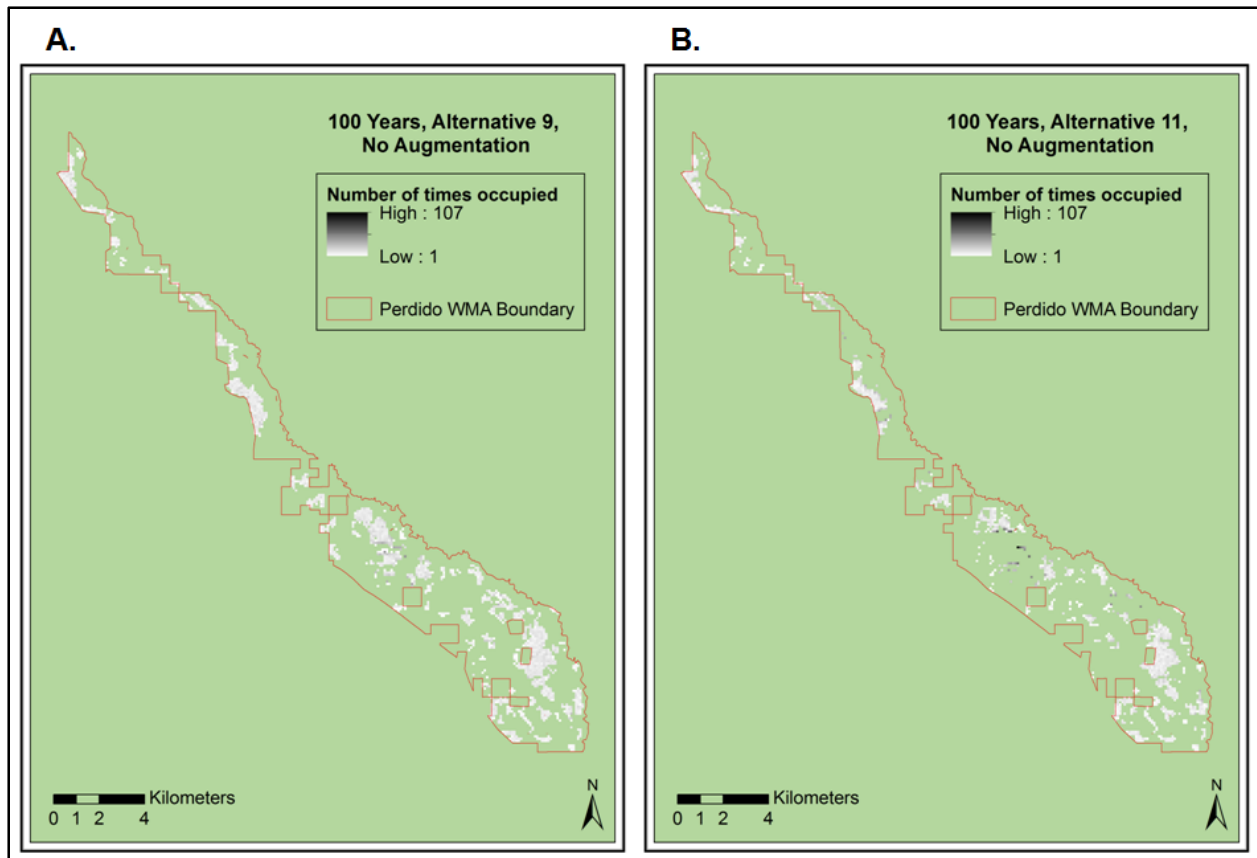 A.
100 Years, Alternative 9,
No Augmentation
Number of times occupied
High : 107
Low : 1
Perdido WMA Boundary
Kilometers
0 1 2 4
N
B.
100 Years, Alternative 11,
No Augmentation
Number of times occupied
High : 107
Low : 1
Perdido WMA Boundary
Kilometers
0 1 2 4
N